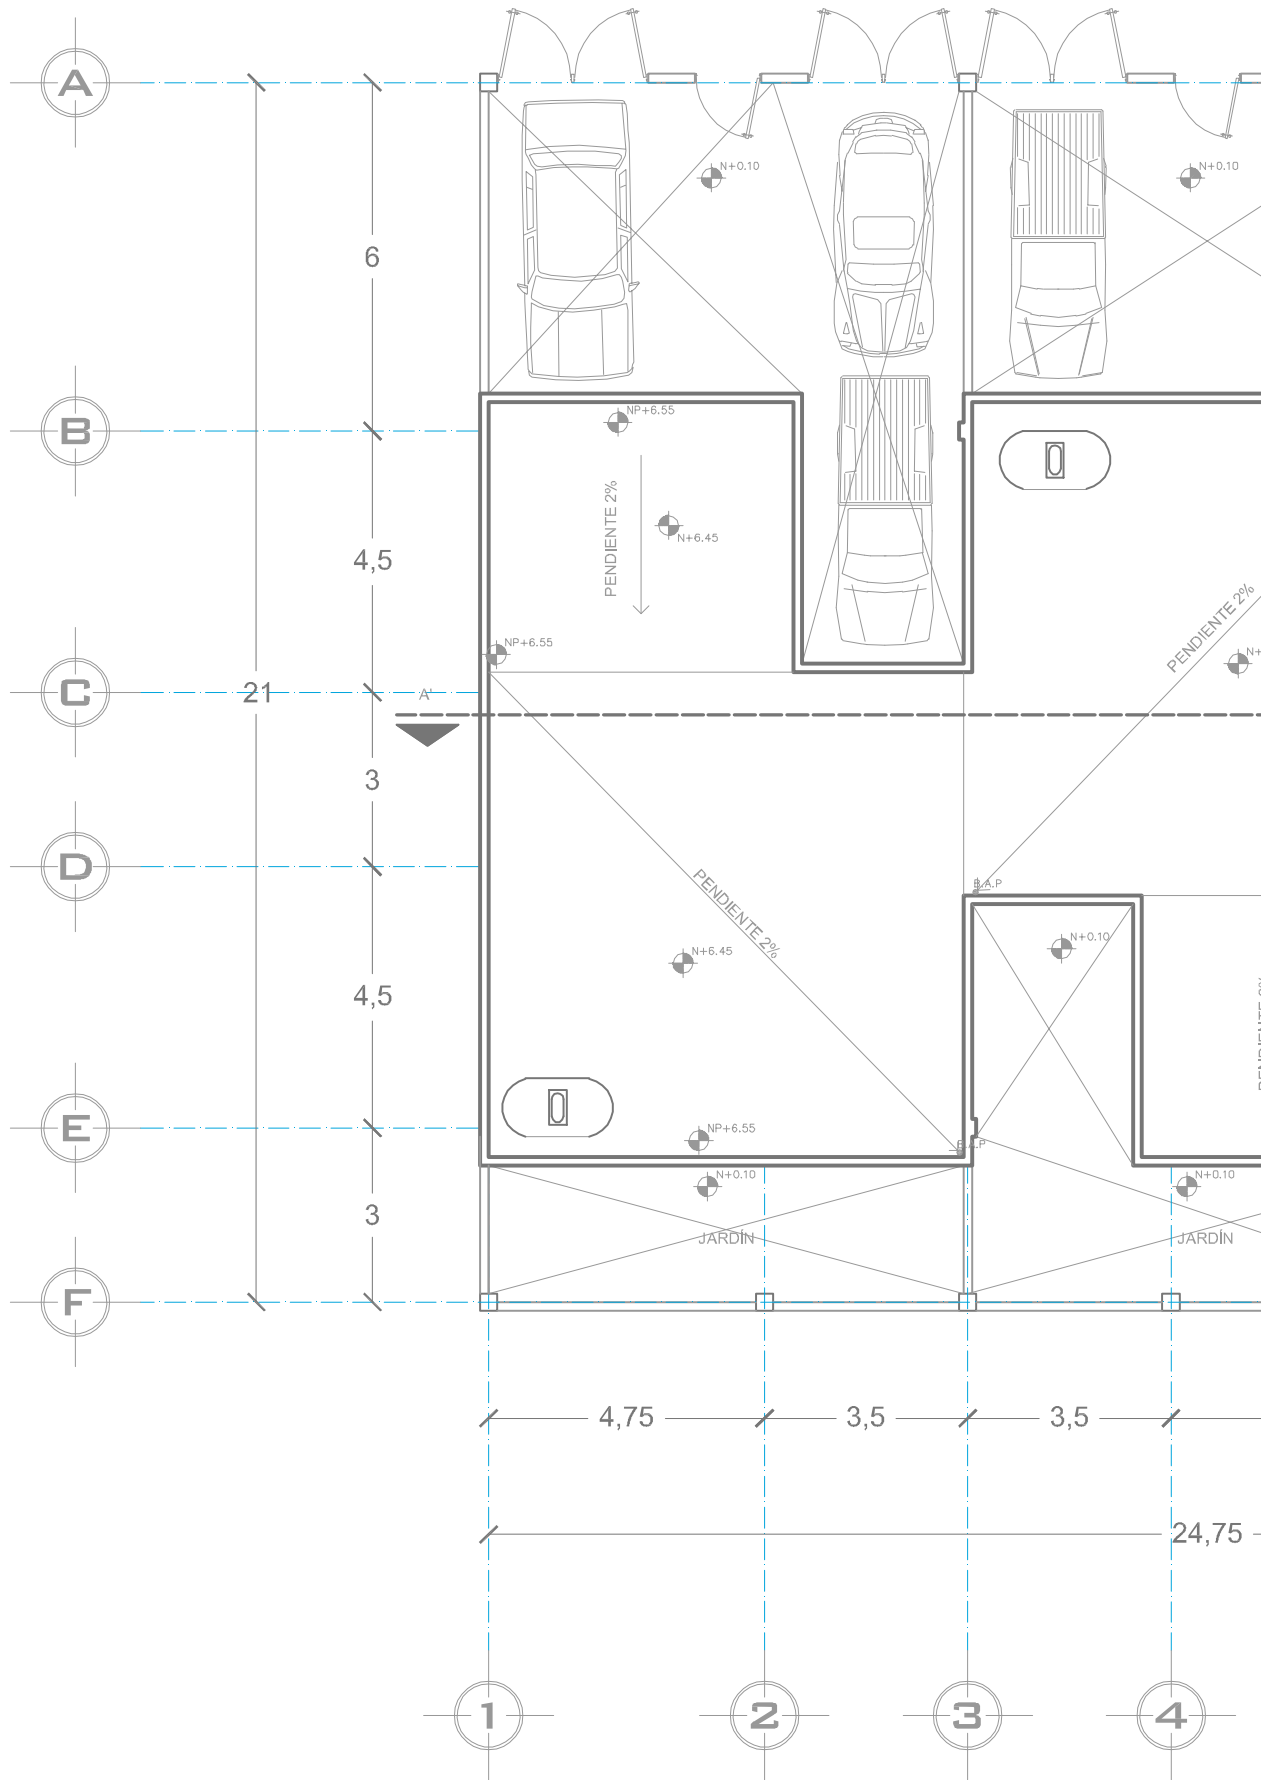 A
N+0.10
N+0.10
6
NP+6.55
B
PENDIENTE 2%
N+6.45
4,5
PENDIENTE 2%
NP+6.55
C
21
A'
3
D
PENDIENTE 2%
B.A.P
N+0.10
N+6.45
4,5
E
NP+6.55
B.A.P
N+0.10
N+0.10
3
JARDÍN
JARDÍN
F
4,75
3,5
3,5
24,75
1
2
3
4